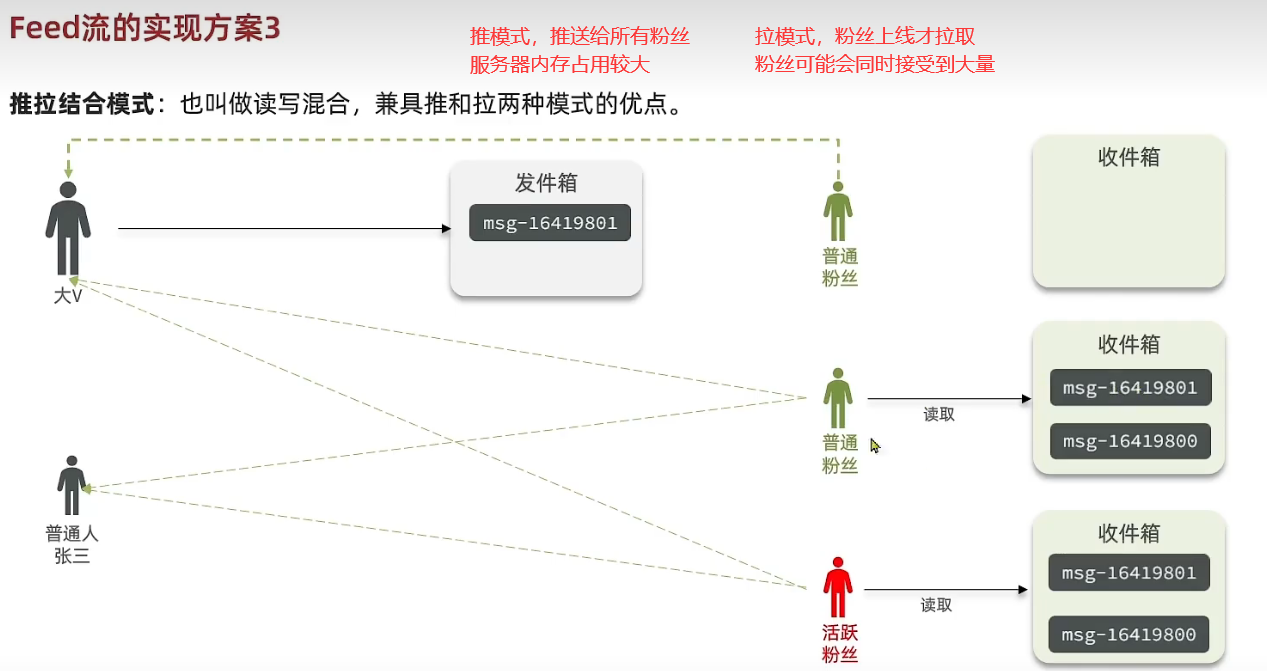 Feed流的实现方案3
推模式，推送给所有粉丝
服务器内存占用较大
拉模式，粉丝上线才拉取
粉丝可能会同时接受到大量
推拉结合模式：也叫做读写混合，兼具推和拉两种模式的优点。
发件箱
msg-16419801
大V
普通
粉丝
收件箱
普通
粉丝
读取
收件箱
msg-16419801
msg-16419800
普通人
张三
活跃
粉丝
读取
收件箱
msg-16419801
msg-16419800